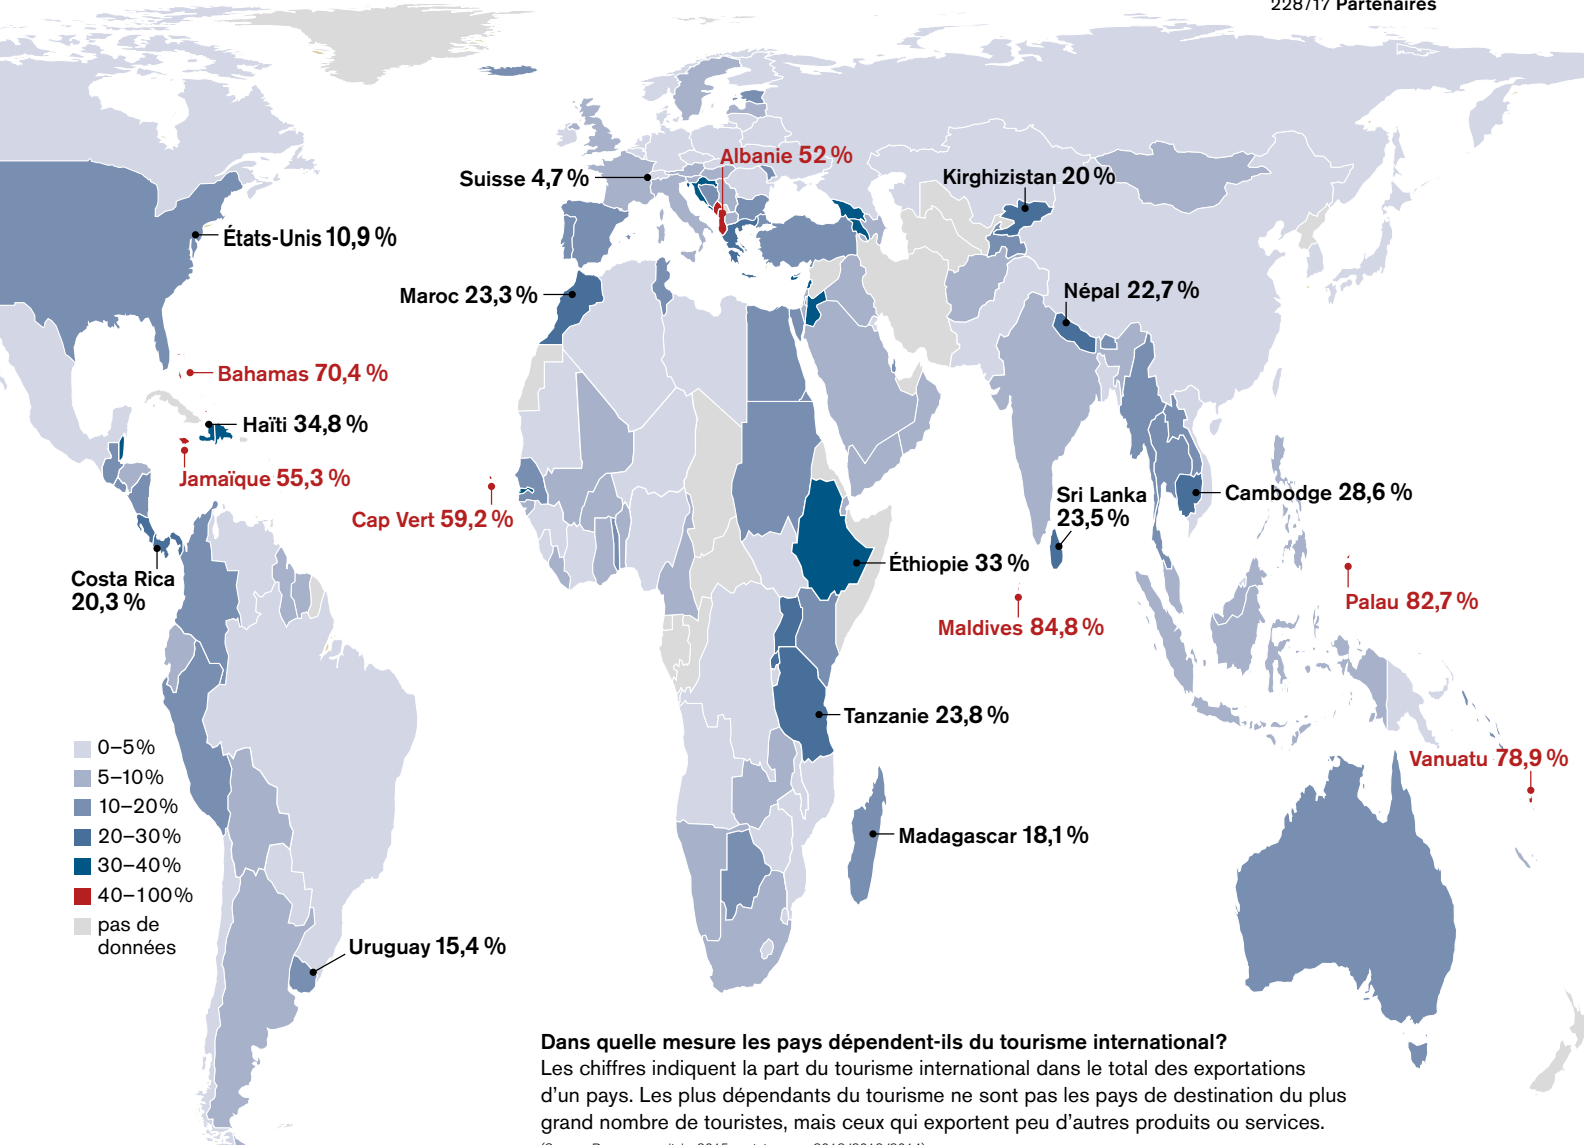 228/17 Partenaires
Albanie 52 %
Suisse 4,7 %
Kirghizistan 20 %
États-Unis 10,9 %
Maroc 23,3 %
Népal 22,7 %
Bahamas 70,4 %
Haïti 34,8 %
Jamaïque 55,3 %
Cap Vert 59,2 %
Sri Lanka
23,5 %
Cambodge 28,6 %
Costa Rica
20,3 %
Éthiopie 33 %
Maldives 84,8 %
Palau 82,7 %
Tanzanie 23,8 %
Vanuatu 78,9 %
Madagascar 18,1 %
Uruguay 15,4 %
0–5 %
5–10 %
10–20 %
20–30 %
30–40 %
40–100 %
pas de
données
Dans quelle mesure les pays dépendent-ils du tourisme international?
Les chiffres indiquent la part du tourisme international dans le total des exportations
d'un pays. Les plus dépendants du tourisme ne sont pas les pays de destination du plus
grand nombre de touristes, mais ceux qui exportent peu d'autres produits ou services.